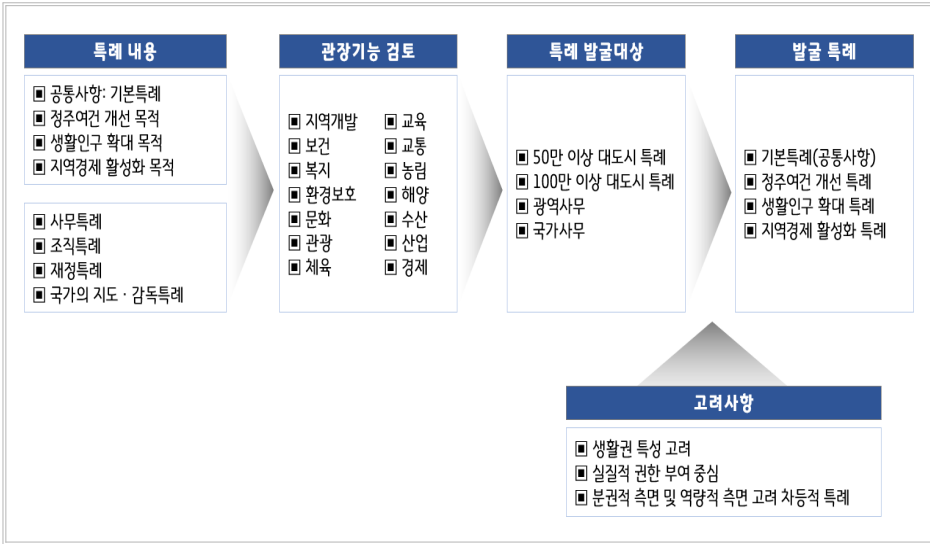 특례 내용
▣ 공통사항: 기본특례
▣ 정주여건 개선 목적
▣ 생활인구 확대 목적
▣ 지역경제 활성화 목적
▣ 사무특례
▣ 조직특례
▣ 재정특례
▣ 국가의 지도 · 감독특례
관장기능 검토
▣ 지역개발 ▣ 교육
▣ 보건 ▣ 교통
▣ 복지 ▣ 농림
▣ 환경보호 ▣ 해양
▣ 문화 ▣ 수산
▣ 관광 ▣ 산업
▣ 체육 ▣ 경제
특례 발굴대상
▣ 50만 이상 대도시 특례
▣ 100만 이상 대도시 특례
▣ 광역사무
▣ 국가사무
발굴 특례
▣ 기본특례(공통사항)
▣ 정주여건 개선 특례
▣ 생활인구 확대 특례
▣ 지역경제 활성화 특례
고려사항
▣ 생활권 특성 고려
▣ 실질적 권한 부여 중심
▣ 분권적 측면 및 역량적 측면 고려 차등적 특례